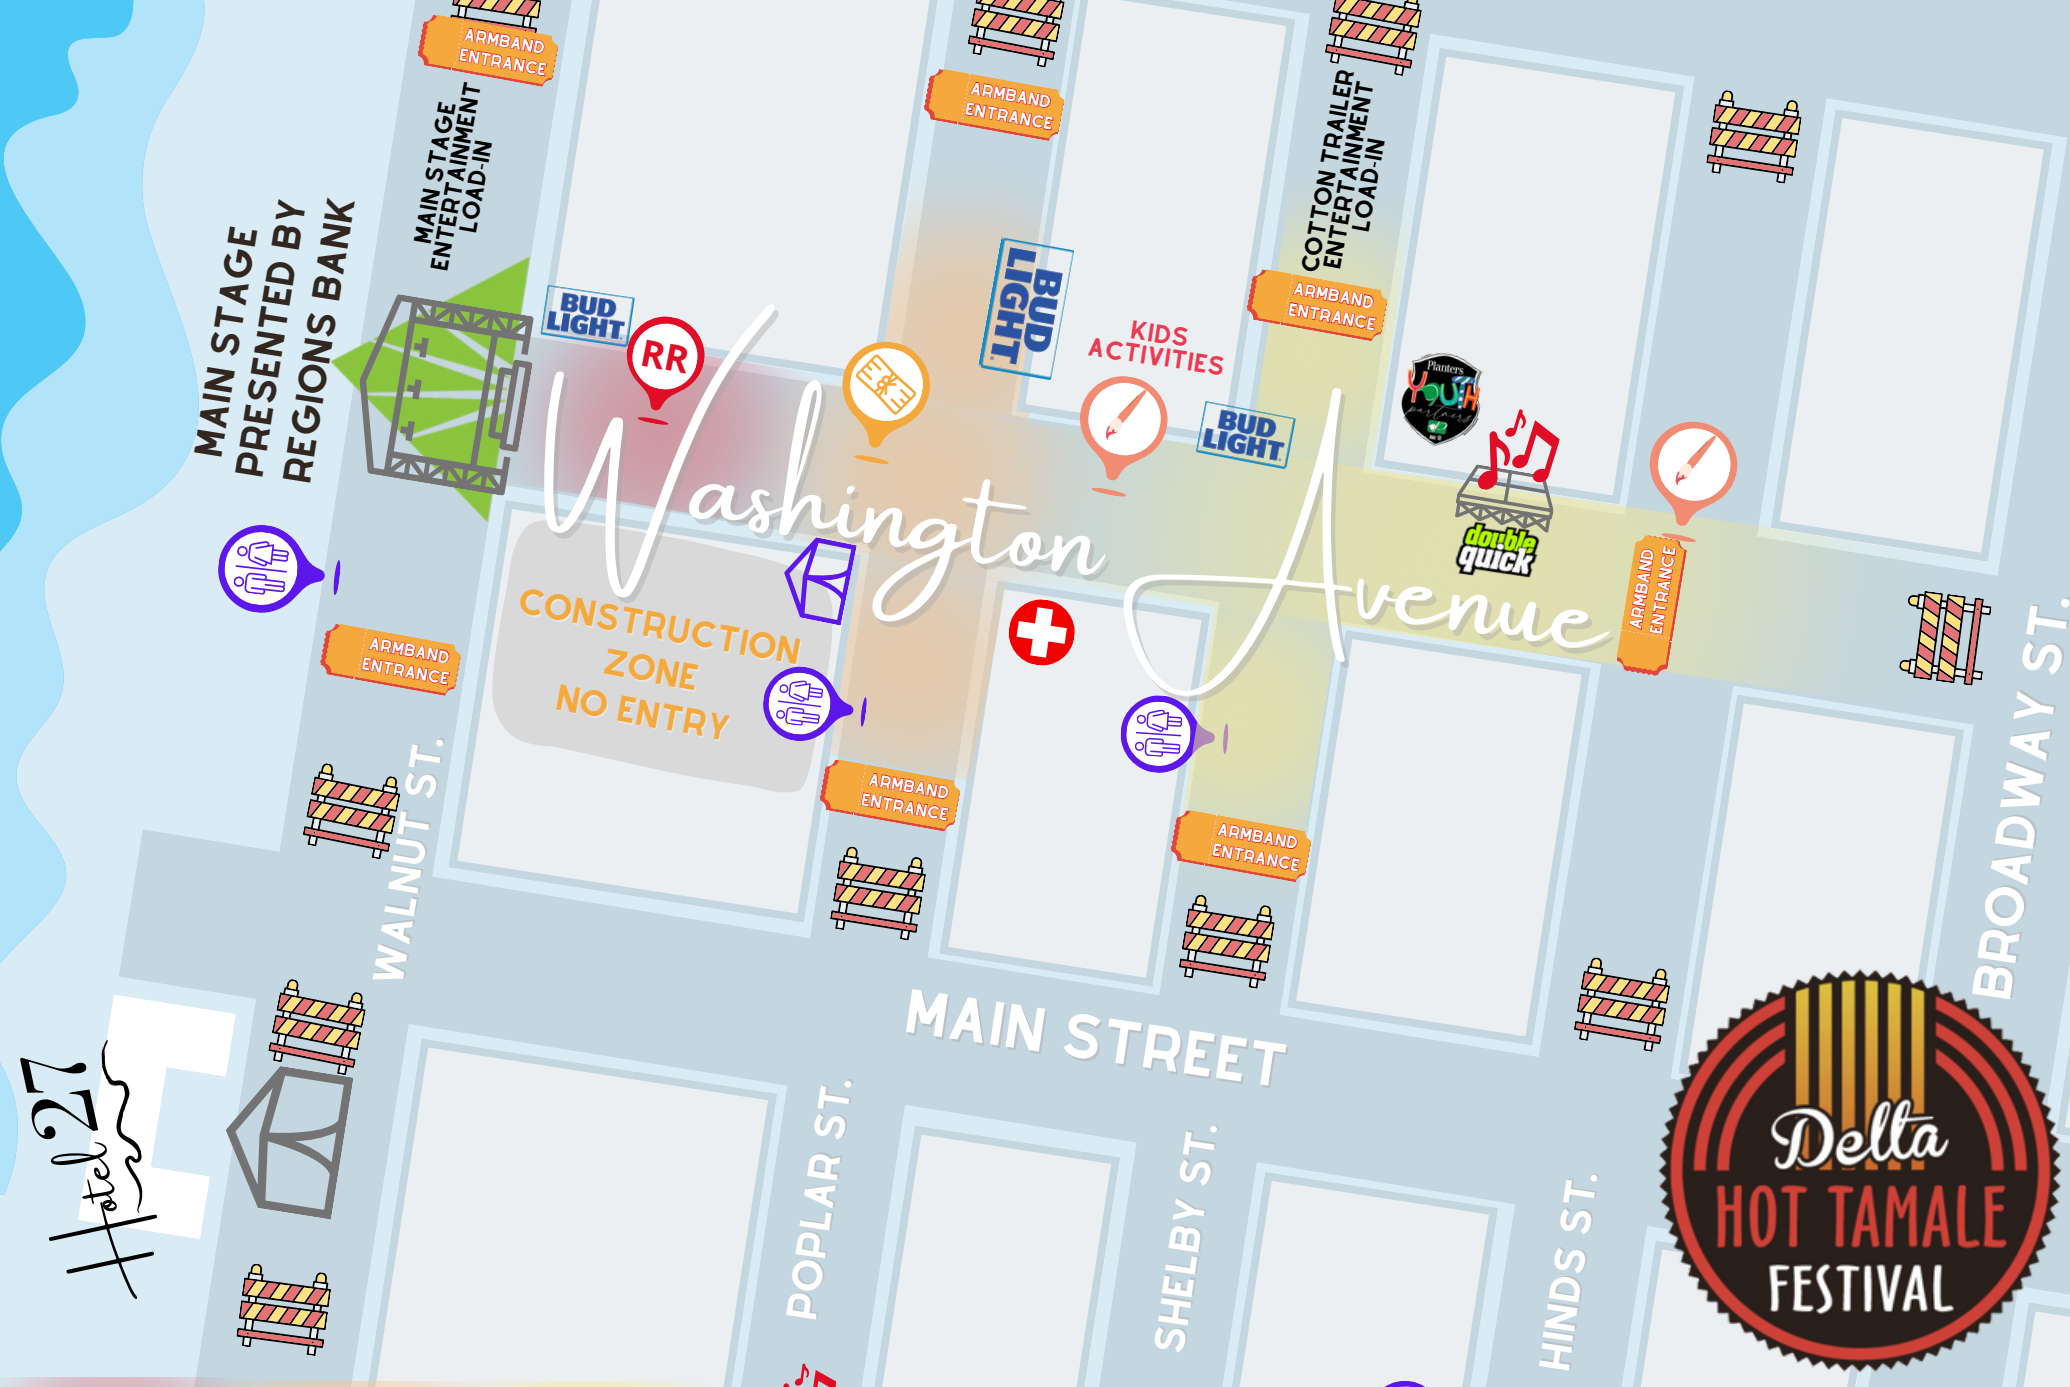 ARMBAND
ENTRANCE
ARMBAND
ENTRANCE
MAIN STAGE
ENTERTAINMENT
LOAD-IN
COTTON TRAILER
ENTERTAINMENT
LOAD-IN
MAIN STAGE
PRESENTED BY
REGIONS BANK
BUD
LIGHT
RR
BUD
LIGHT
KIDS
ACTIVITIES
ARMBAND
ENTRANCE
BUD
LIGHT
Planters
YOUTH
partners
double
quick
Washington Avenue
ARMBAND
ENTRANCE
CONSTRUCTION
ZONE
NO ENTRY
ARMBAND
ENTRANCE
ARMBAND
ENTRANCE
ARMBAND
ENTRANCE
WALNUT ST.
BROADWAY ST.
MAIN STREET
Hotel 27
POPLAR ST.
SHELBY ST.
HINDS ST.
Delta
HOT TAMALE
FESTIVAL